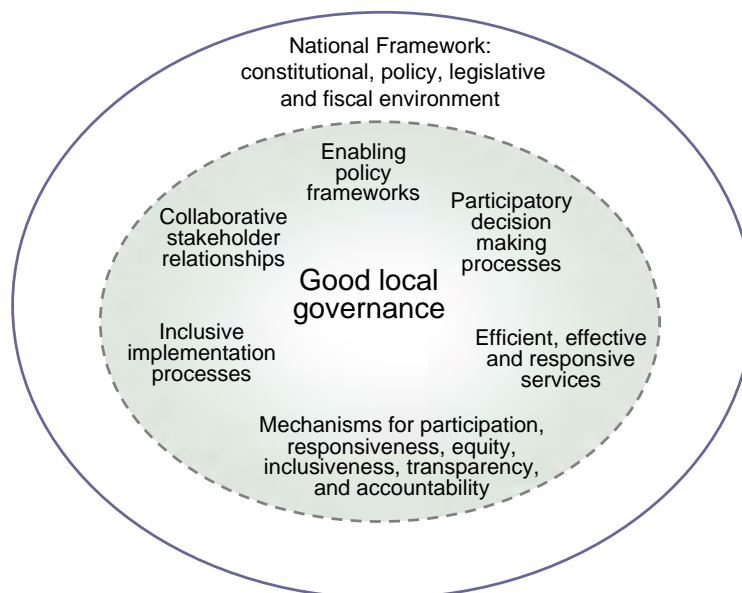 National Framework:
constitutional, policy, legislative
and fiscal environment
Enabling
policy
frameworks
Collaborative
stakeholder
relationships
Participatory
decision
making
processes
Good local
governance
Inclusive
implementation
processes
Efficient, effective
and responsive
services
Mechanisms for participation,
responsiveness, equity,
inclusiveness, transparency,
and accountability